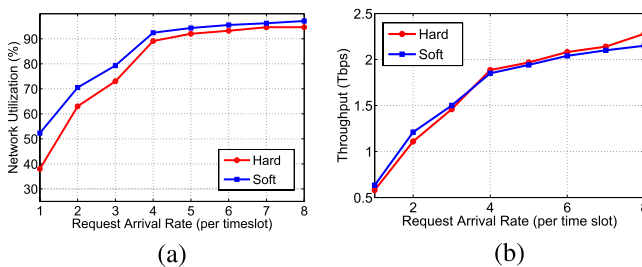 Network Utilization (%)
90
80
70
60
50
40
30
1 2 3 4 5 6 7 8
Request Arrival Rate (per timeslot)
Hard
Soft
(a)
Throughput (Tbps)
2.5
2
1.5
1
0.5
2 4 6 8
Request Arrival Rate (per time slot)
Hard
Soft
(b)